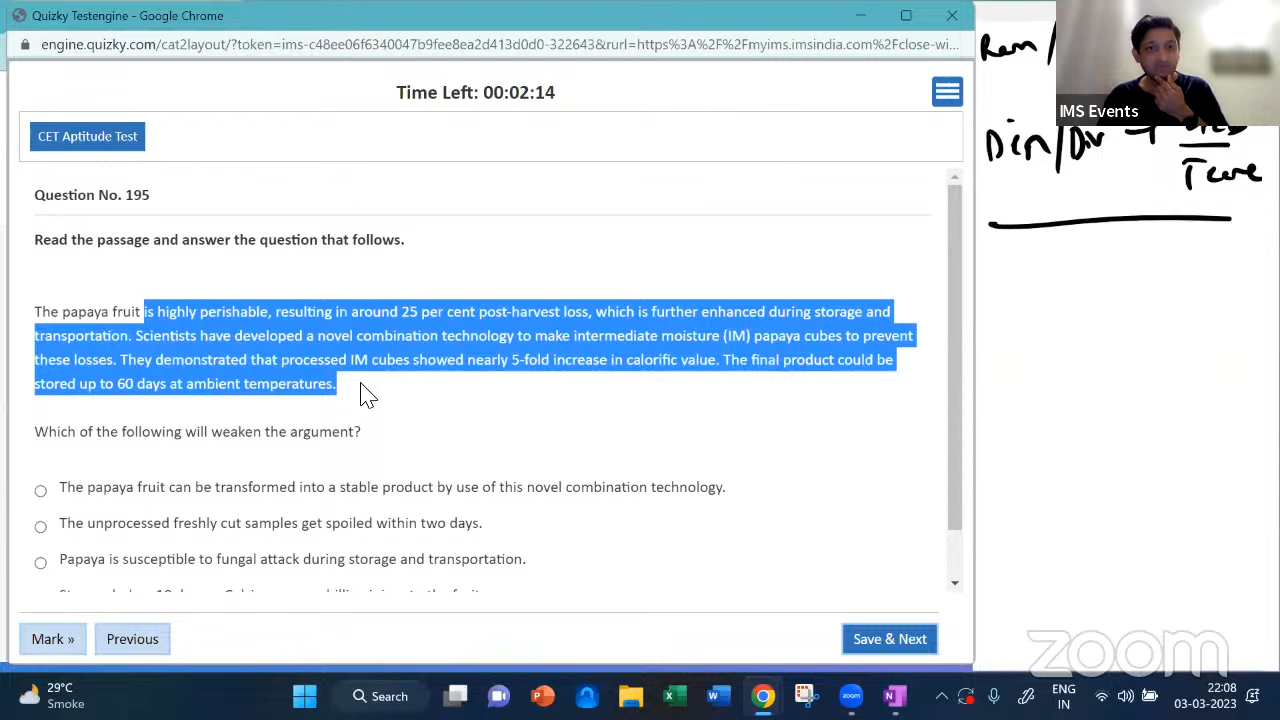 Quizky Testengine - Google Chrome
engine.quizky.com/cat2layout/?token=ims-c48ee06f6340047b9fee8ea2d413d0d0-322643&rurl=https%3A%2F%2Fmyims.imsindia.com%2Fclose-wi...
Time Left: 00:02:14
CET Aptitude Test
Question No. 195
Read the passage and answer the question that follows.
The papaya fruit is highly perishable, resulting in around 25 per cent post-harvest loss, which is further enhanced during storage and
transportation. Scientists have developed a novel combination technology to make intermediate moisture (IM) papaya cubes to prevent
these losses. They demonstrated that processed IM cubes showed nearly 5-fold increase in calorific value. The final product could be
stored up to 60 days at ambient temperatures.
Which of the following will weaken the argument?
The papaya fruit can be transformed into a stable product by use of this novel combination technology.
The unprocessed freshly cut samples get spoiled within two days.
Papaya is susceptible to fungal attack during storage and transportation.
Mark »
Previous
Save & Next
IMS Events
zoom
29°C
Smoke
Search
ENG
IN
22:08
03-03-2023